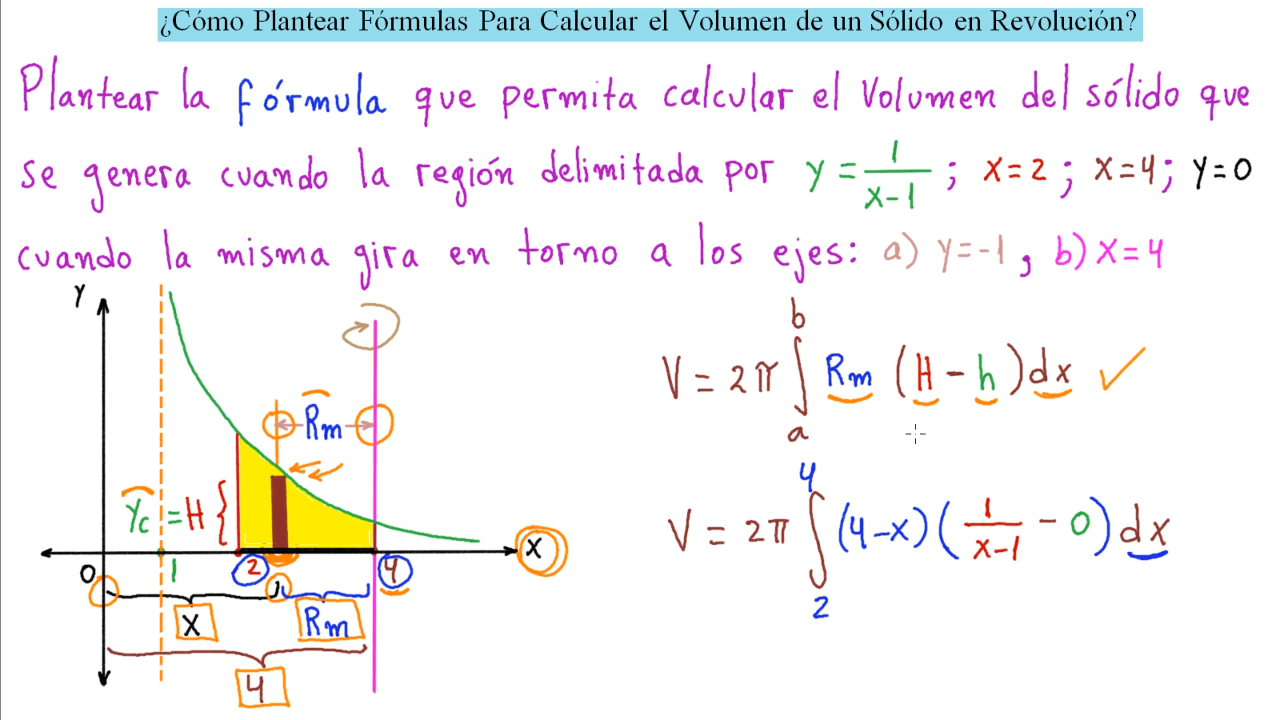 ¿Cómo Plantear Fórmulas Para Calcular el Volumen de un Sólido en Revolución?
Plantear la fórmula que permita calcular el Volumen del sólido que
se genera cuando la región delimitada por y = 1/(x-1) ; x=2 ; x=4 ; y=0
cuando la misma gira en torno a los ejes: a) y=-1 , b) x=4
Y
V = 2π ∫ₐᵇ Rm (H - h) dx ✓
Rm
Yc = H {
V = 2π ∫₂⁴ (4-x) ( 1/(x-1) - 0 ) dx
X
0 1 2 4
x Rm
4